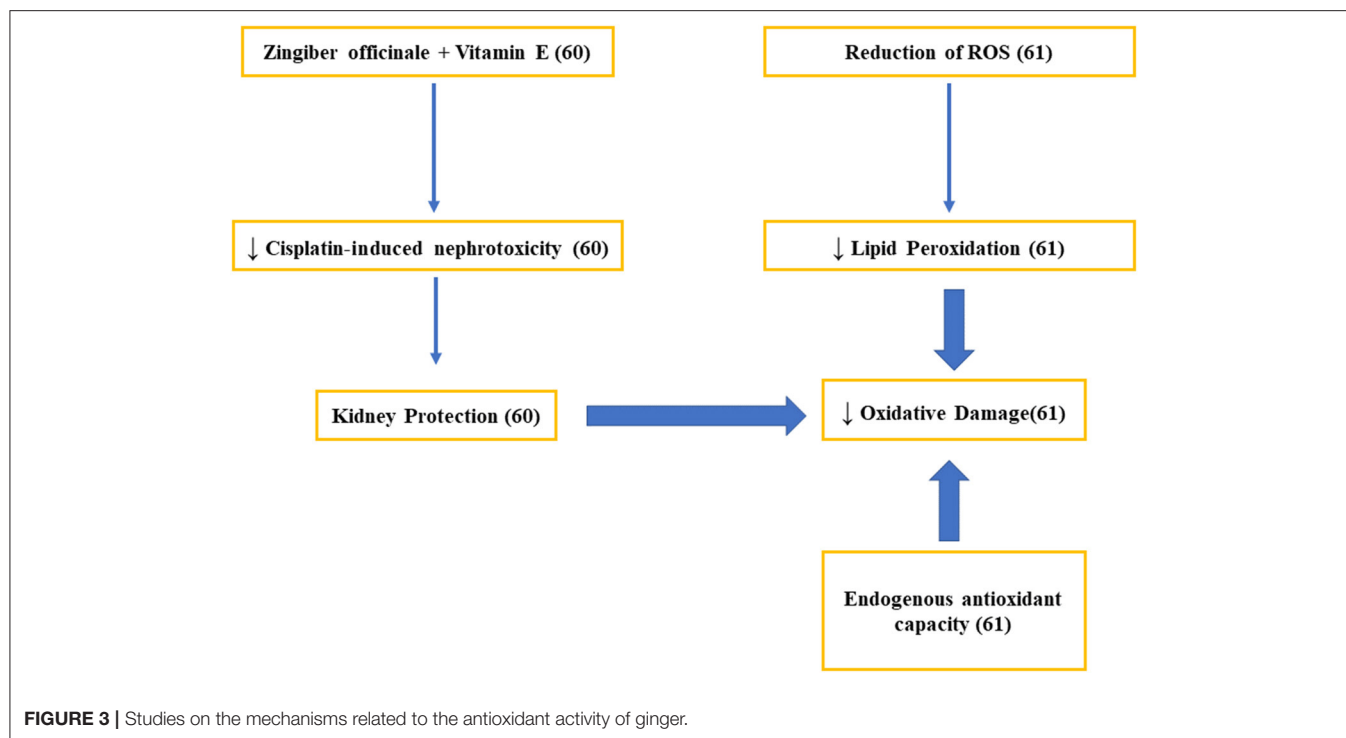 Zingiber officinale + Vitamin E (60)
Reduction of ROS (61)
↓ Cisplatin-induced nephrotoxicity (60)
↓ Lipid Peroxidation (61)
Kidney Protection (60)
↓ Oxidative Damage(61)
Endogenous antioxidant
capacity (61)
FIGURE 3 | Studies on the mechanisms related to the antioxidant activity of ginger.